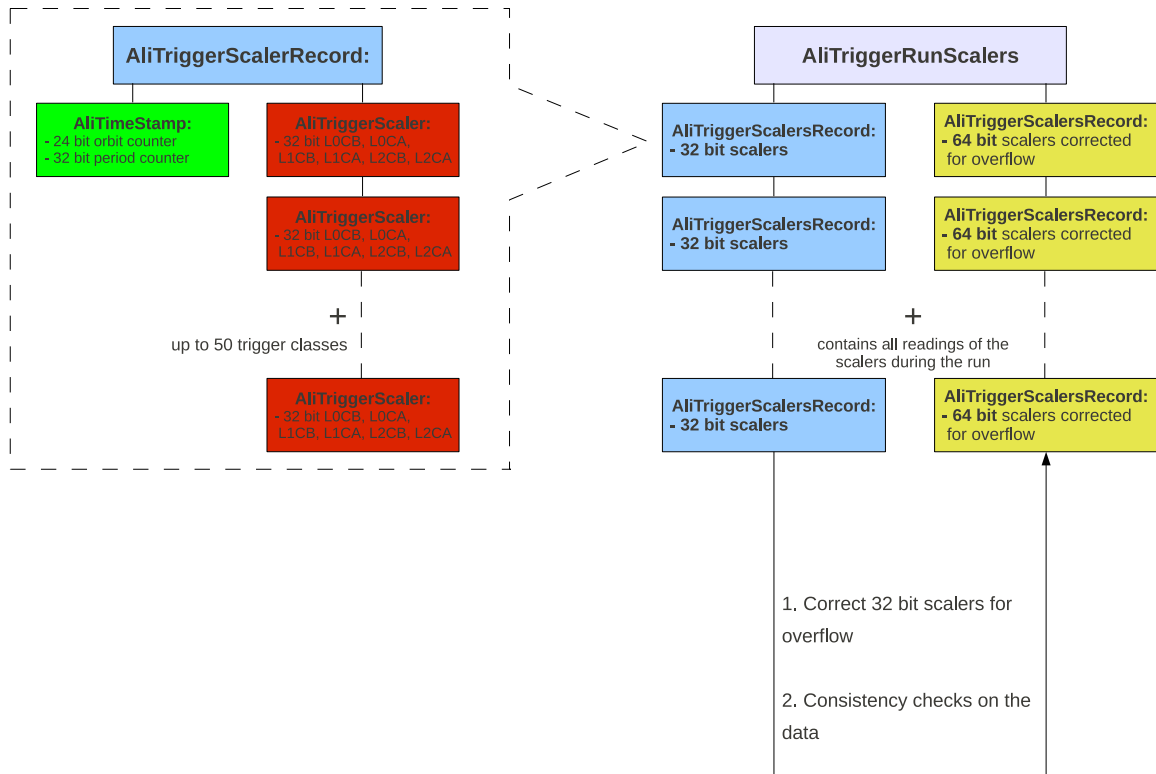 AliTriggerScalerRecord:
AliTimeStamp:
- 24 bit orbit counter
- 32 bit period counter
AliTriggerScaler:
- 32 bit L0CB, L0CA,
L1CB, L1CA, L2CB, L2CA
AliTriggerScaler:
- 32 bit L0CB, L0CA,
L1CB, L1CA, L2CB, L2CA
+
up to 50 trigger classes
AliTriggerScaler:
- 32 bit L0CB, L0CA,
L1CB, L1CA, L2CB, L2CA
AliTriggerRunScalers
AliTriggerScalersRecord:
- 32 bit scalers
AliTriggerScalersRecord:
- 64 bit scalers corrected
for overflow
AliTriggerScalersRecord:
- 32 bit scalers
AliTriggerScalersRecord:
- 64 bit scalers corrected
for overflow
+
contains all readings of the
scalers during the run
AliTriggerScalersRecord:
- 32 bit scalers
AliTriggerScalersRecord:
- 64 bit scalers corrected
for overflow
1. Correct 32 bit scalers for
overflow
2. Consistency checks on the
data